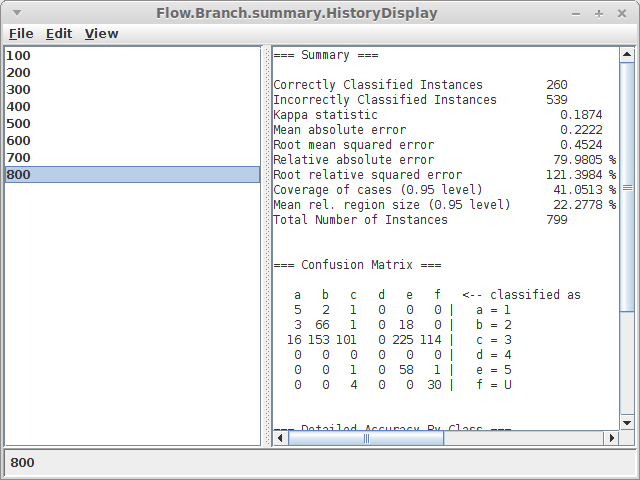 Flow.Branch.summary.HistoryDisplay
File Edit View
100
200
300
400
500
600
700
800
=== Summary ===
Correctly Classified Instances 260
Incorrectly Classified Instances 539
Kappa statistic 0.1874
Mean absolute error 0.2222
Root mean squared error 0.4524
Relative absolute error 79.9805 %
Root relative squared error 121.3984 %
Coverage of cases (0.95 level) 41.0513 %
Mean rel. region size (0.95 level) 22.2778 %
Total Number of Instances 799
=== Confusion Matrix ===
a b c d e f <-- classified as
5 2 1 0 0 0 | a = 1
3 66 1 0 18 0 | b = 2
16 153 101 0 225 114 | c = 3
0 0 0 0 0 0 | d = 4
0 0 1 0 58 1 | e = 5
0 0 4 0 0 30 | f = U
=== Detailed Accuracy By Class ===
800